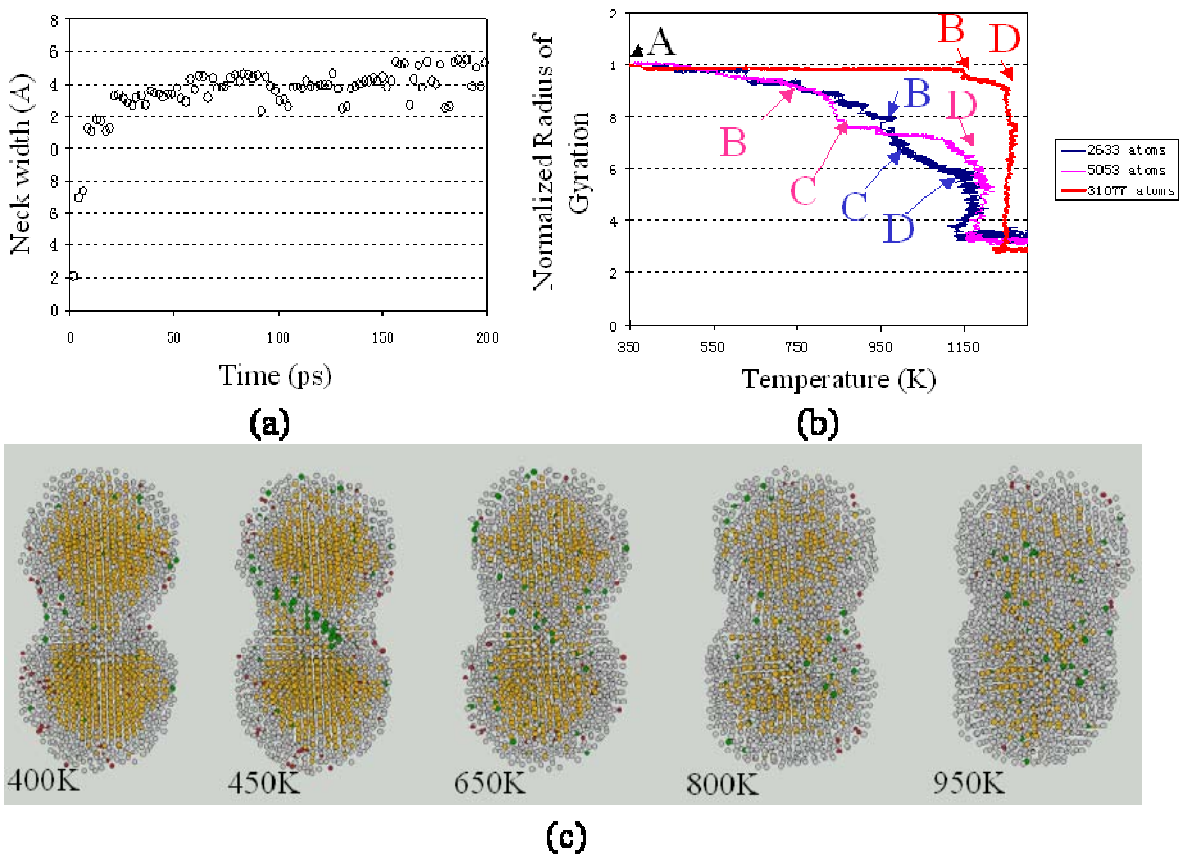 8
6
4
2
0
8
6
4
2
0
Neck width (A)
0
50
100
150
200
Time (ps)
(a)
2
1
8
6
4
2
0
Normalized Radius of
Gyration
A
B
D
B
D
B
C
C
D
350
550
750
950
1150
Temperature (K)
(b)
2633 atoms
5053 atoms
31077 atoms
400K
450K
650K
800K
950K
(c)